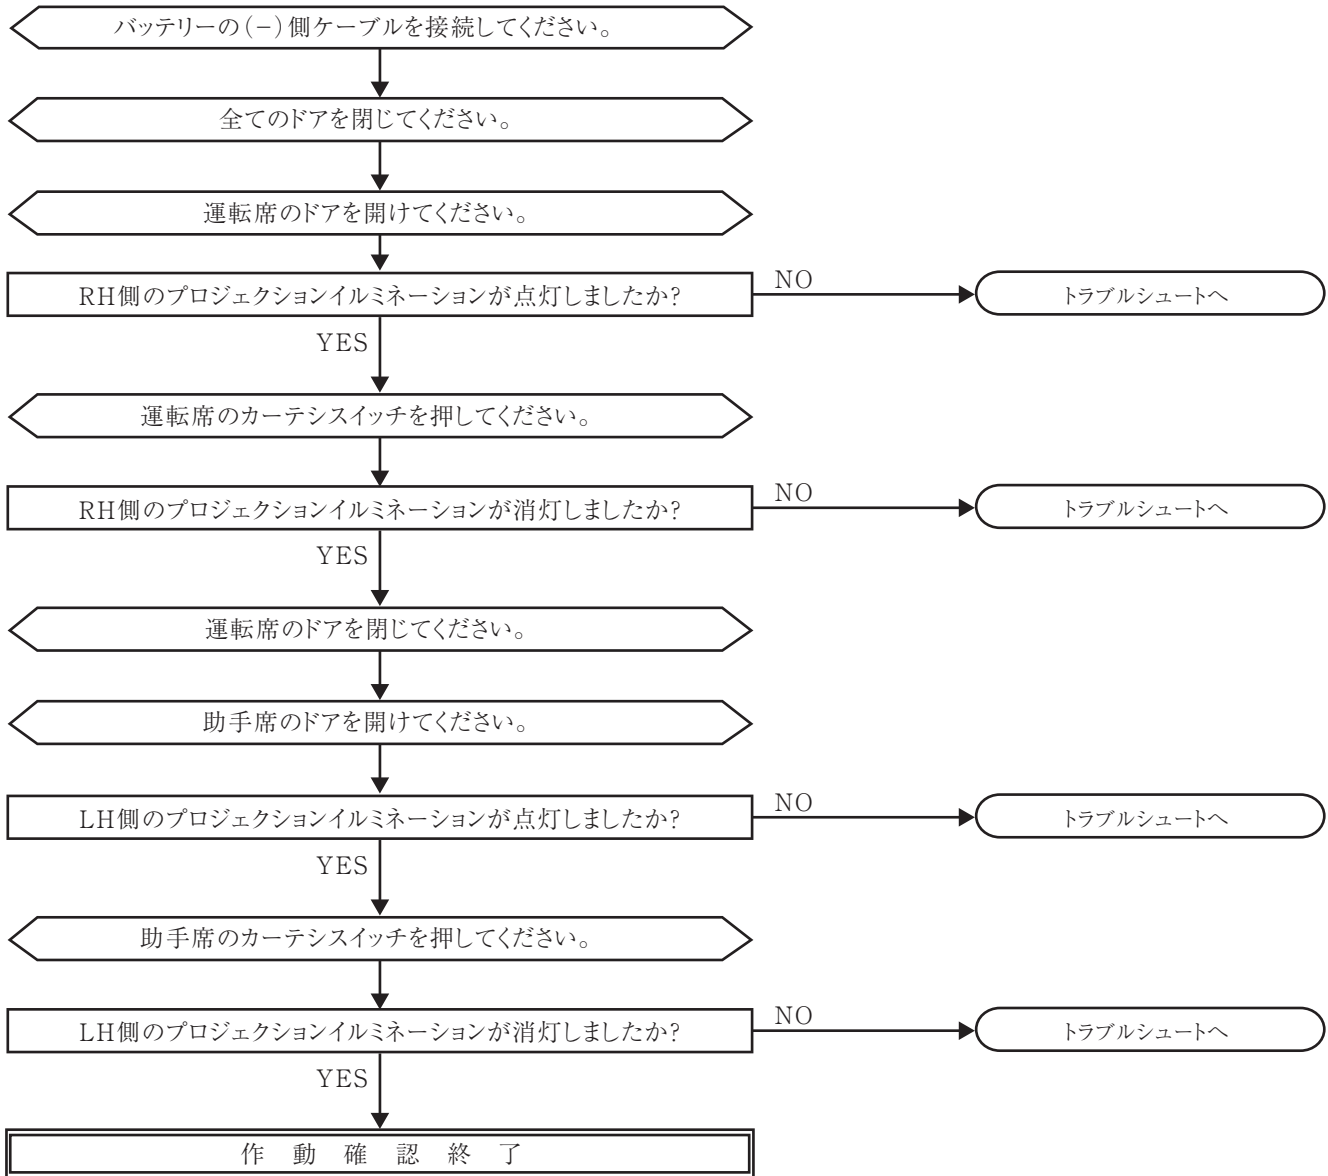 バッテリーの(－)側ケーブルを接続してください。
全てのドアを閉じてください。
運転席のドアを開けてください。
RH側のプロジェクションイルミネーションが点灯しましたか?
NO
トラブルシュートへ
YES
運転席のカーテシスイッチを押してください。
RH側のプロジェクションイルミネーションが消灯しましたか?
NO
トラブルシュートへ
YES
運転席のドアを閉じてください。
助手席のドアを開けてください。
LH側のプロジェクションイルミネーションが点灯しましたか?
NO
トラブルシュートへ
YES
助手席のカーテシスイッチを押してください。
LH側のプロジェクションイルミネーションが消灯しましたか?
NO
トラブルシュートへ
YES
作 動 確 認 終 了